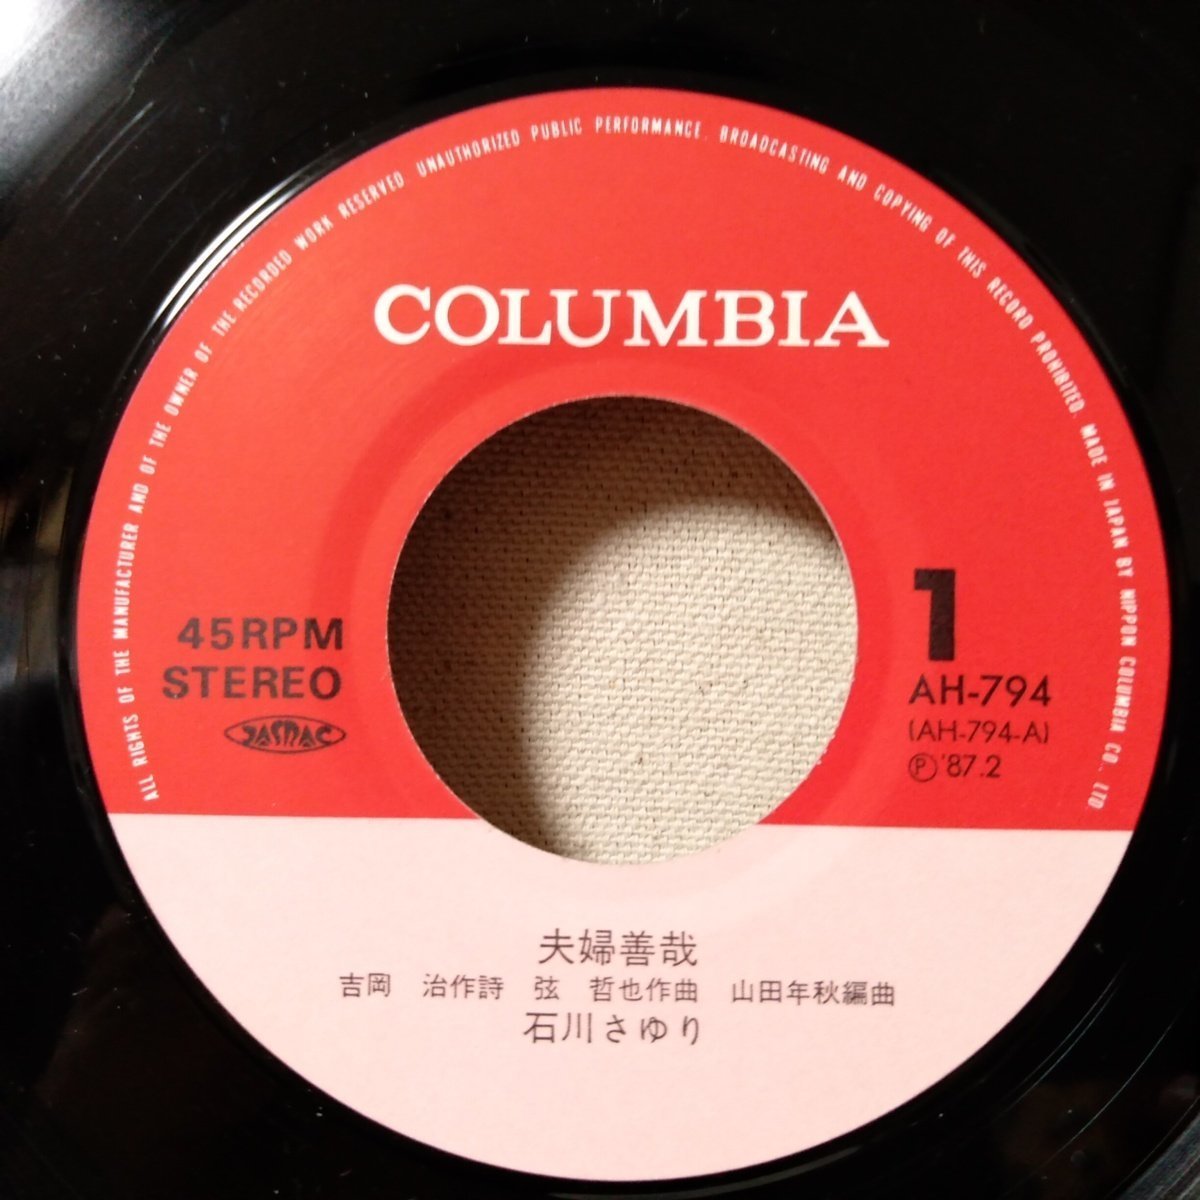 ALL RIGHTS OF THE MANUFACTURER AND OF THE OWNER OF THE RECORDED WORK RESERVED. UNAUTHORIZED PUBLIC PERFORMANCE. BROADCASTING AND COPYING OF THIS RECORD PROHIBITED. MADE IN JAPAN BY NIPPON COLUMBIA CO., LTD.
COLUMBIA
45RPM
STEREO
JASRAC
1
AH-794
(AH-794-A)
Ⓟ'87.2
夫婦善哉
吉岡 治作詩 弦 哲也作曲 山田年秋編曲
石川さゆり